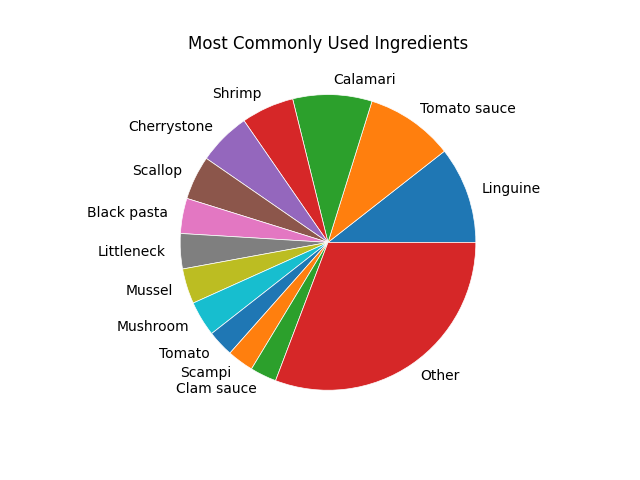 Most Commonly Used Ingredients
Calamari
Shrimp
Tomato sauce
Cherrystone
Scallop
Linguine
Black pasta
Littleneck
Mussel
Mushroom
Tomato
Scampi
Other
Clam sauce